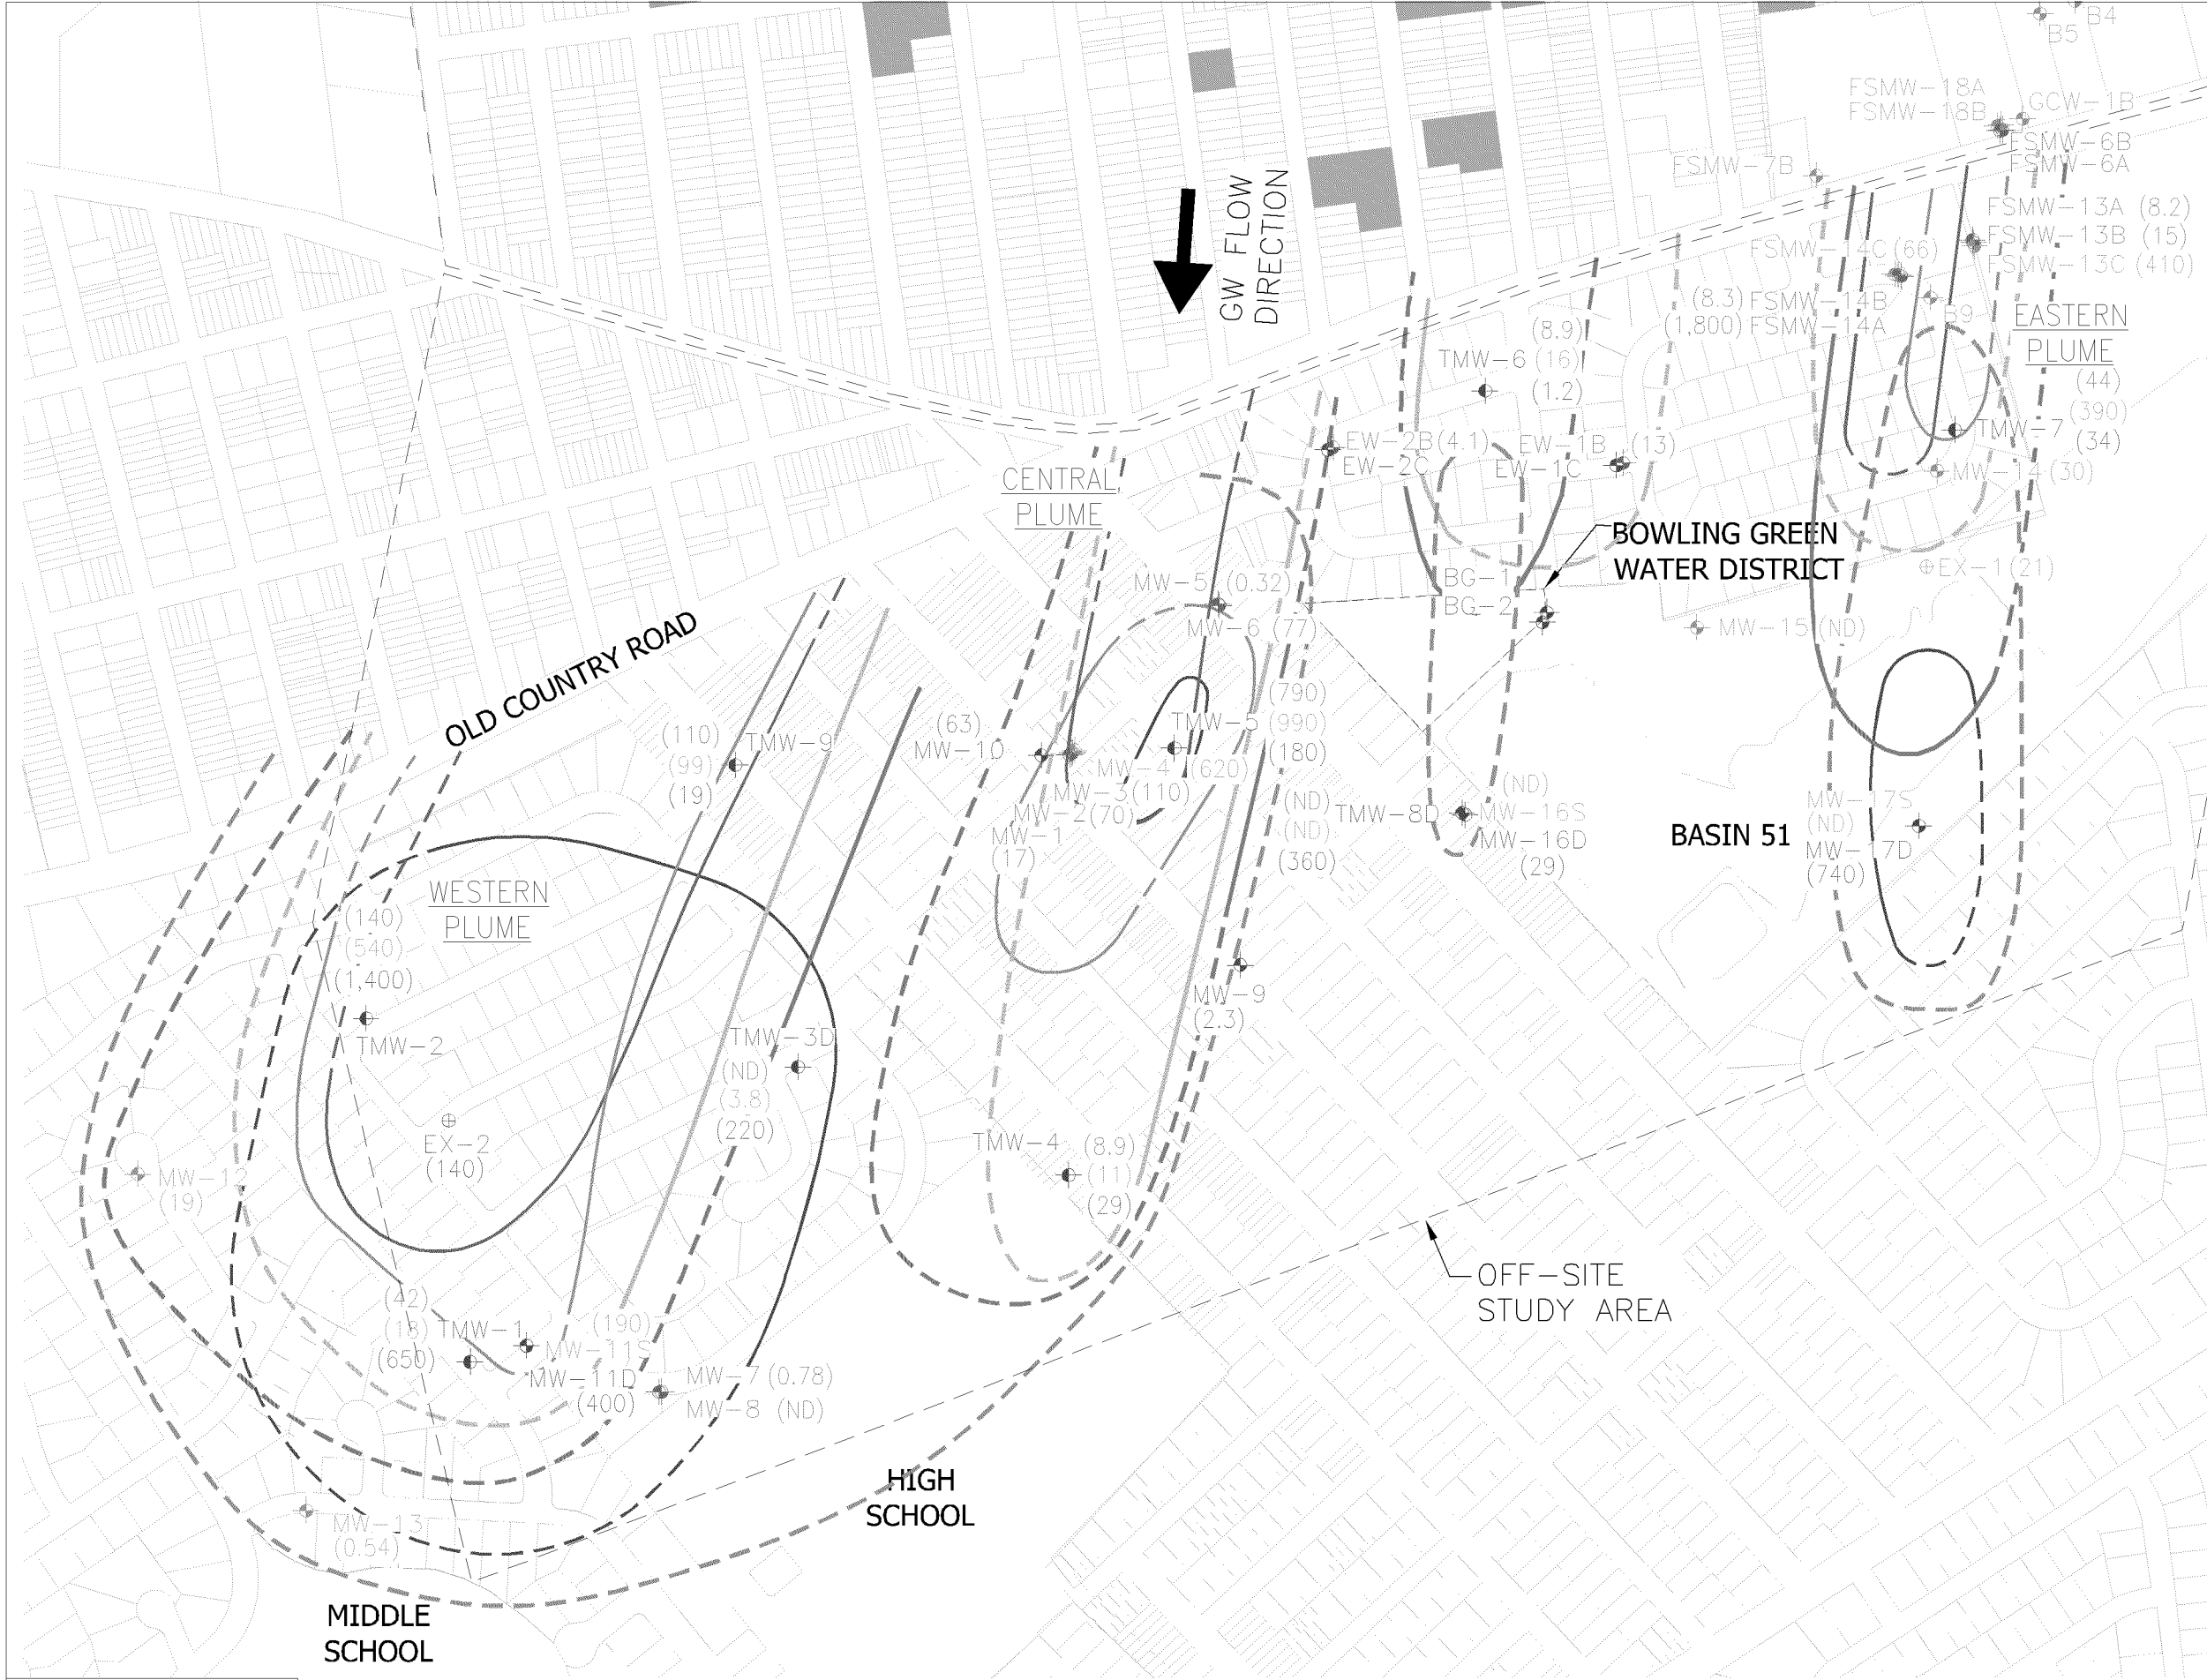 B4
B5
FSMW-18A
FSMW-18B
GCW-1B
FSMW-6B
FSMW-6A
FSMW-7B
GW FLOW
DIRECTION
FSMW-13A (8.2)
FSMW-13B (15)
FSMW-13C (410)
FSMW-14C (66)
(8.3) FSMW-14B
(1,800) FSMW-14A
B9
EASTERN
PLUME
(44)
(390)
TMW-7
(34)
MW-14 (30)
(8.9)
TMW-6 (16)
(1.2)
EW-2B (4.1)
EW-2C
EW-1B (13)
EW-1C
CENTRAL
PLUME
BOWLING GREEN
WATER DISTRICT
BG-1
BG-2
EX-1 (21)
MW-15 (ND)
MW-5 (0.32)
MW-6 (77)
OLD COUNTRY ROAD
(110)
TMW-9
(99)
(19)
(63)
MW-10
(790)
TMW-5 (990)
(180)
MW-4 (620)
MW-3 (110)
MW-2 (70)
MW-1
(17)
(ND)
(ND)
(360)
TMW-8D
(ND)
MW-16S
MW-16D
(29)
BASIN 51
MW-17S
(ND)
MW-17D
(740)
WESTERN
PLUME
(140)
(540)
(1,400)
TMW-2
MW-9
(2.3)
TMW-3D
(ND)
(3.8)
(220)
EX-2
(140)
MW-12
(19)
TMW-4
(8.9)
(11)
(29)
OFF-SITE
STUDY AREA
(42)
(18)
TMW-1
(650)
(190)
MW-11S
MW-11D
(400)
MW-7 (0.78)
MW-8 (ND)
HIGH
SCHOOL
MW-13
(0.54)
MIDDLE
SCHOOL